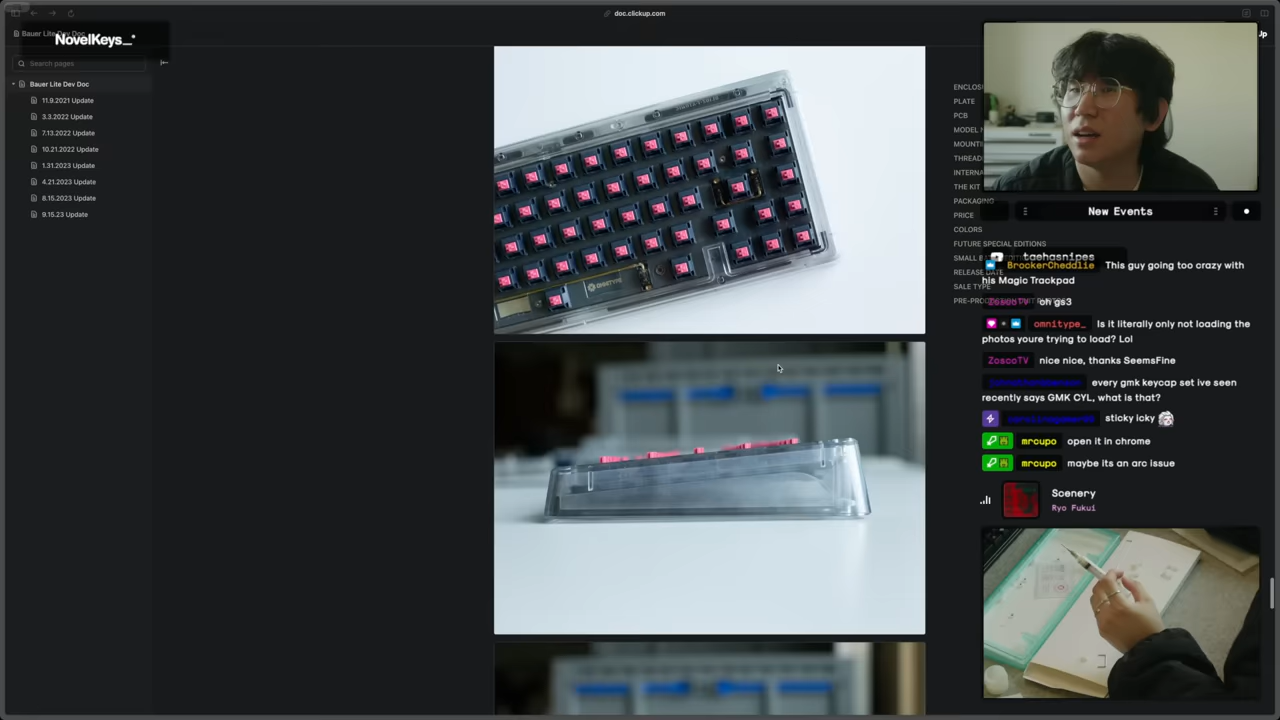 doc.clickup.com
NovelKeys_*
Search pages
Bauer Lite Dev Doc
11.9.2021 Update
3.3.2022 Update
7.13.2022 Update
10.21.2022 Update
1.31.2023 Update
4.21.2023 Update
8.15.2023 Update
9.15.23 Update
OMNITYPE
PLATE
PCB
THE KIT
PACKAGING
PRICE
COLORS
FUTURE SPECIAL EDITIONS
RELEASE DATE
SALE TYPE
New Events
taehasnipes
BrockerCheddlie This guy going too crazy with
his Magic Trackpad
ZoscoTV oh gs3
omnitype_ Is it literally only not loading the
photos youre trying to load? Lol
ZoscoTV nice nice, thanks SeemsFine
every gmk keycap set ive seen
recently says GMK CYL, what is that?
sticky icky
mrcupo open it in chrome
mrcupo maybe its an arc issue
Scenery
Ryo Fukui